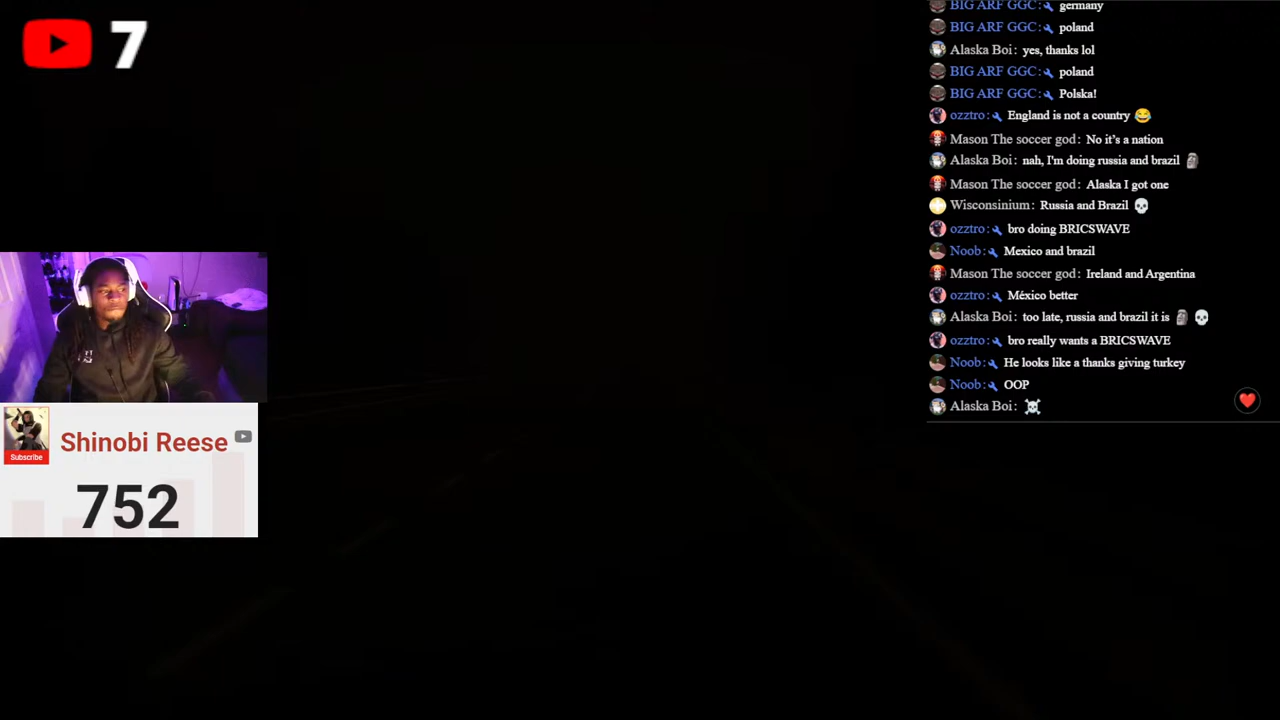 7
BIG ARF GGC: germany
BIG ARF GGC: poland
Alaska Boi: yes, thanks lol
BIG ARF GGC: poland
BIG ARF GGC: Polska!
ozztro: England is not a country 😂
Mason The soccer god: No it's a nation
Alaska Boi: nah, I'm doing russia and brazil 🗿
Mason The soccer god: Alaska I got one
Wisconsinium: Russia and Brazil 💀
ozztro: bro doing BRICSWAVE
Noob: Mexico and brazil
Mason The soccer god: Ireland and Argentina
ozztro: México better
Alaska Boi: too late, russia and brazil it is 🗿 💀
ozztro: bro really wants a BRICSWAVE
Noob: He looks like a thanks giving turkey
Noob: OOP
Alaska Boi: ☠️
Shinobi Reese
Subscribe
752